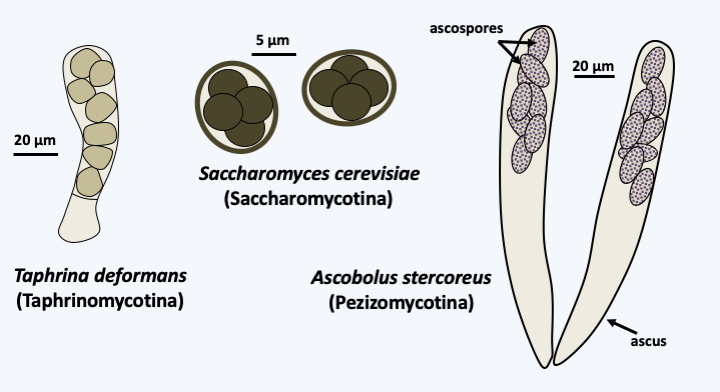 ascospores
5 µm
20 µm
20 µm
Saccharomyces cerevisiae
(Saccharomycotina)
Taphrina deformans
(Taphrinomycotina)
Ascobolus stercoreus
(Pezizomycotina)
ascus